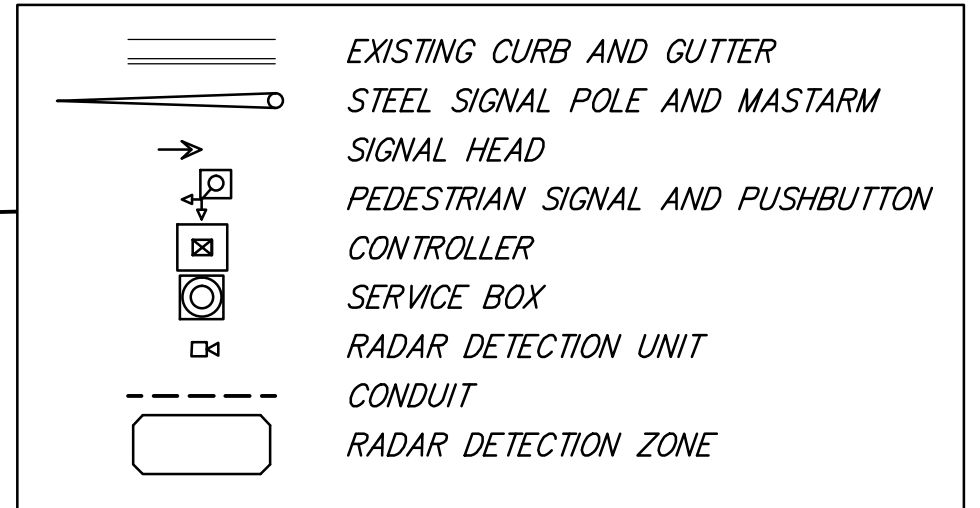 EXISTING CURB AND GUTTER
STEEL SIGNAL POLE AND MASTARM
SIGNAL HEAD
PEDESTRIAN SIGNAL AND PUSHBUTTON
CONTROLLER
SERVICE BOX
RADAR DETECTION UNIT
CONDUIT
RADAR DETECTION ZONE